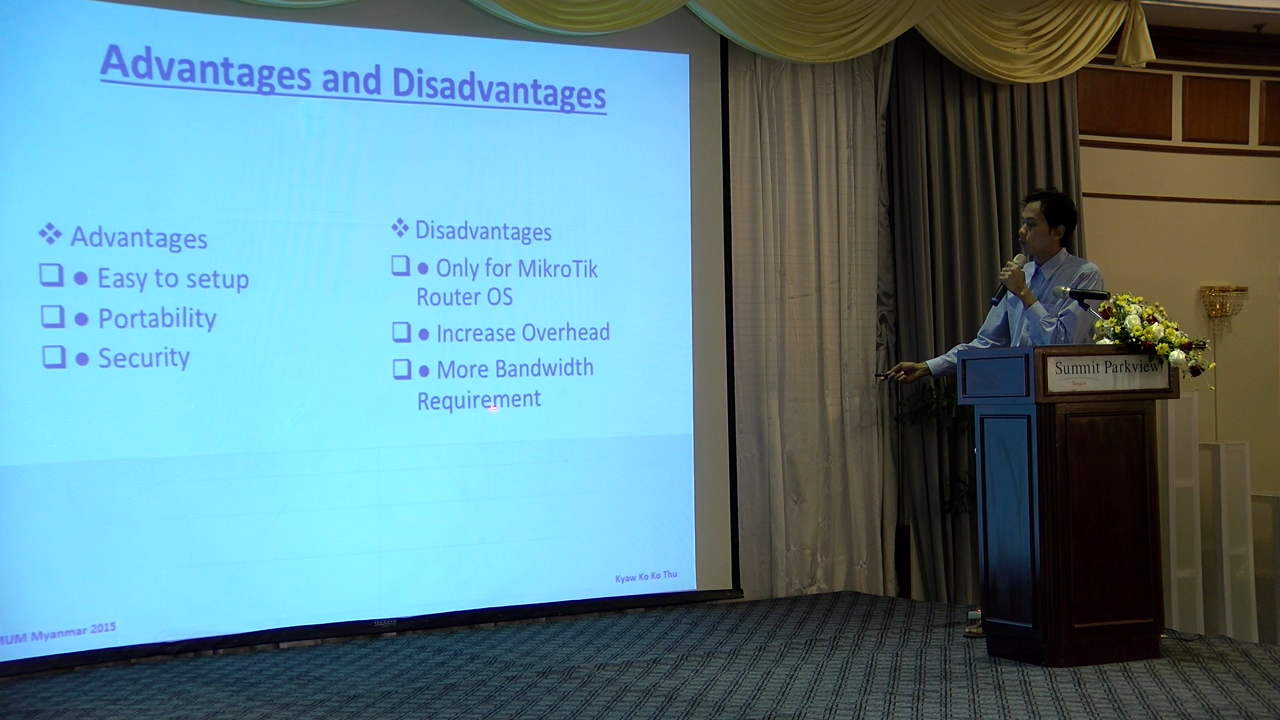 Advantages and Disadvantages
❖ Advantages
❑ ● Easy to setup
❑ ● Portability
❑ ● Security
❖ Disadvantages
❑ ● Only for MikroTik
Router OS
❑ ● Increase Overhead
❑ ● More Bandwidth
Requirement
Kyaw Ko Ko Thu
MUM Myanmar 2015
Summit Parkview